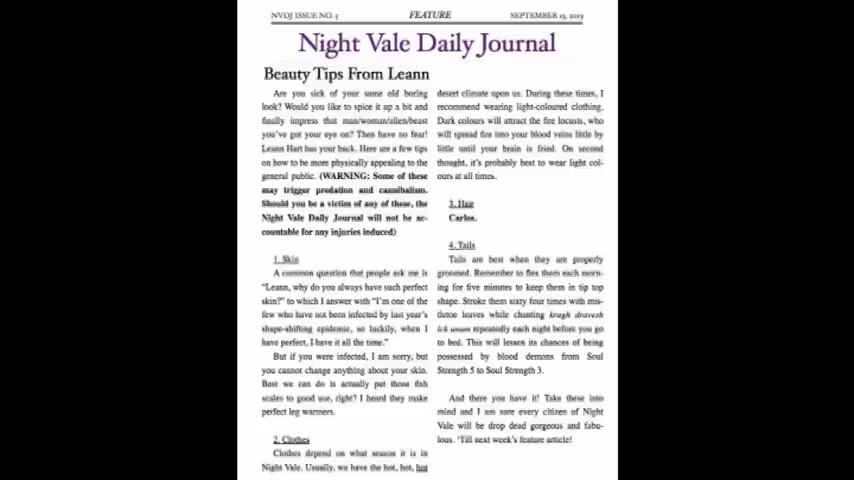 NVDJ ISSUE NO. 5 FEATURE SEPTEMBER 13, 2013
Night Vale Daily Journal
Beauty Tips From Leann
Are you sick of your same old boring
look? Would you like to spice it up a bit and
finally impress that man/woman/alien/beast
you've got your eye on? Then have no fear!
Leann Hart has your back. Here are a few tips
on how to be more physically appealing to the
general public. (WARNING: Some of these
may trigger predation and cannibalism.
Should you be a victim of any of these, the
Night Vale Daily Journal will not be ac-
countable for any injuries induced)
1. Skin
A common question that people ask me is
"Leann, why do you always have such perfect
skin?" to which I answer with "I'm one of the
few who have not been infected by last year's
shape-shifting epidemic, so luckily, when I
have perfect, I have it all the time."
But if you were infected, I am sorry, but
you cannot change anything about your skin.
Best we can do is actually put those fish
scales to good use, right? I heard they make
perfect leg warmers.
2. Clothes
Clothes depend on what season it is in
Night Vale. Usually, we have the hot, hot, hot
desert climate upon us. During these times, I
recommend wearing light-coloured clothing.
Dark colours will attract the fire locusts, who
will spread fire into your blood veins little by
little until your brain is fried. On second
thought, it's probably best to wear light col-
ours at all times.
3. Hair
Carlos.
4. Tails
Tails are best when they are properly
groomed. Remember to flex them each morn-
ing for five minutes to keep them in tip top
shape. Stroke them sixty four times with mis-
tletoe leaves while chanting kragh dravesh
ick unum repeatedly each night before you go
to bed. This will lessen its chances of being
possessed by blood demons from Soul
Strength 5 to Soul Strength 3.
And there you have it! Take these into
mind and I am sure every citizen of Night
Vale will be drop dead gorgeous and fabu-
lous. 'Till next week's feature article!